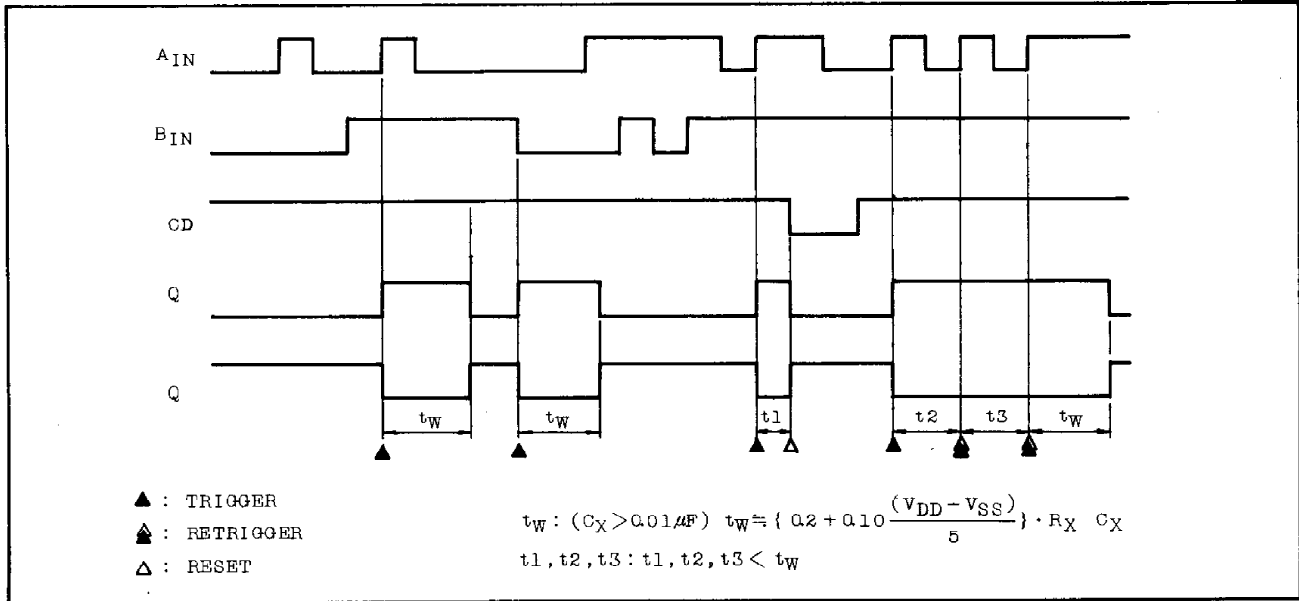 AIN
BIN
CD
Q
Q
tW tW t1 t2 t3 tW
▲ : TRIGGER
: RETRIGGER
△ : RESET
tW : (CX>0.01μF) tW≒{ 0.2+0.10 (VDD−VSS)/5 }・RX CX
t1,t2,t3 : t1,t2,t3< tW